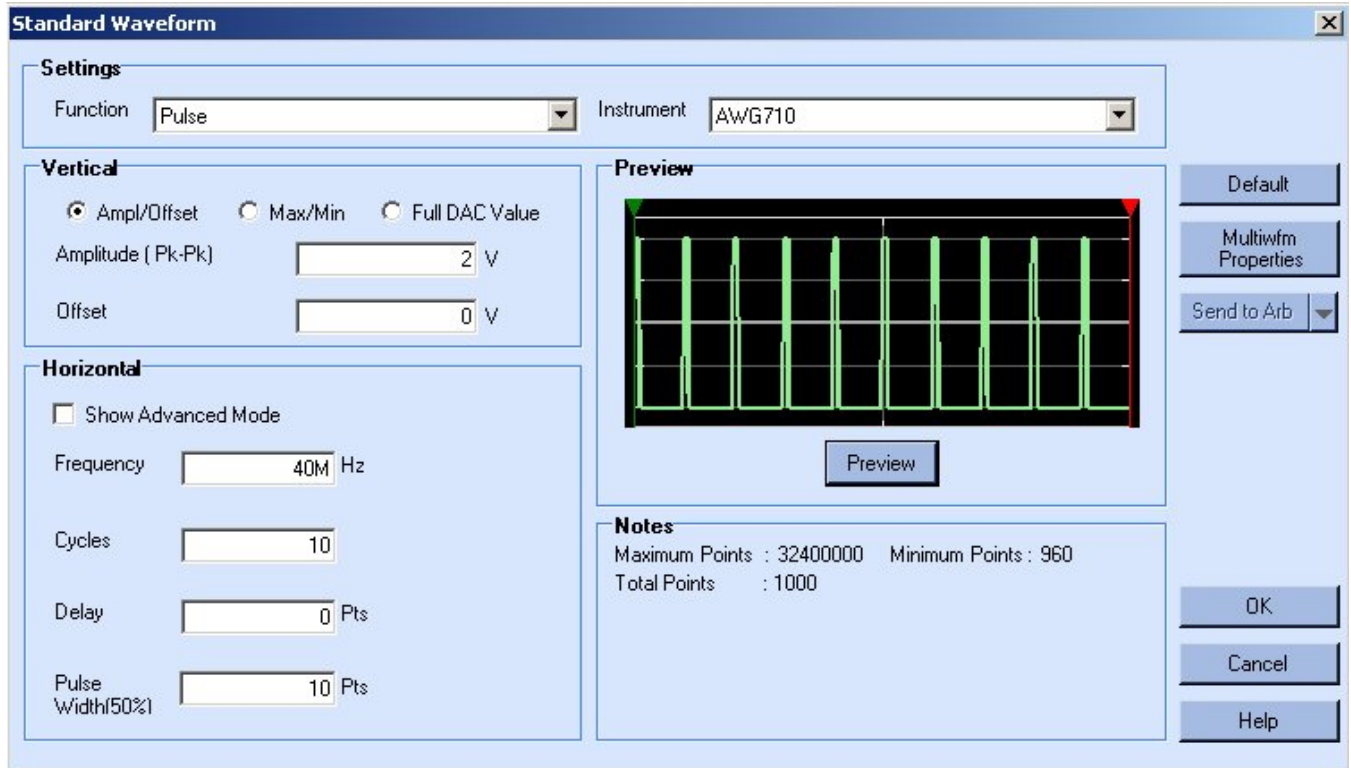 Standard Waveform
Settings
Function Pulse Instrument AWG710
Vertical
Ampl/Offset Max/Min Full DAC Value
Amplitude ( Pk-Pk) 2 V
Offset 0 V
Horizontal
Show Advanced Mode
Frequency 40M Hz
Cycles 10
Delay 0 Pts
Pulse
Width(50%) 10 Pts
Preview
Preview
Notes
Maximum Points : 32400000 Minimum Points : 960
Total Points : 1000
Default
Multiwfm
Properties
Send to Arb
OK
Cancel
Help